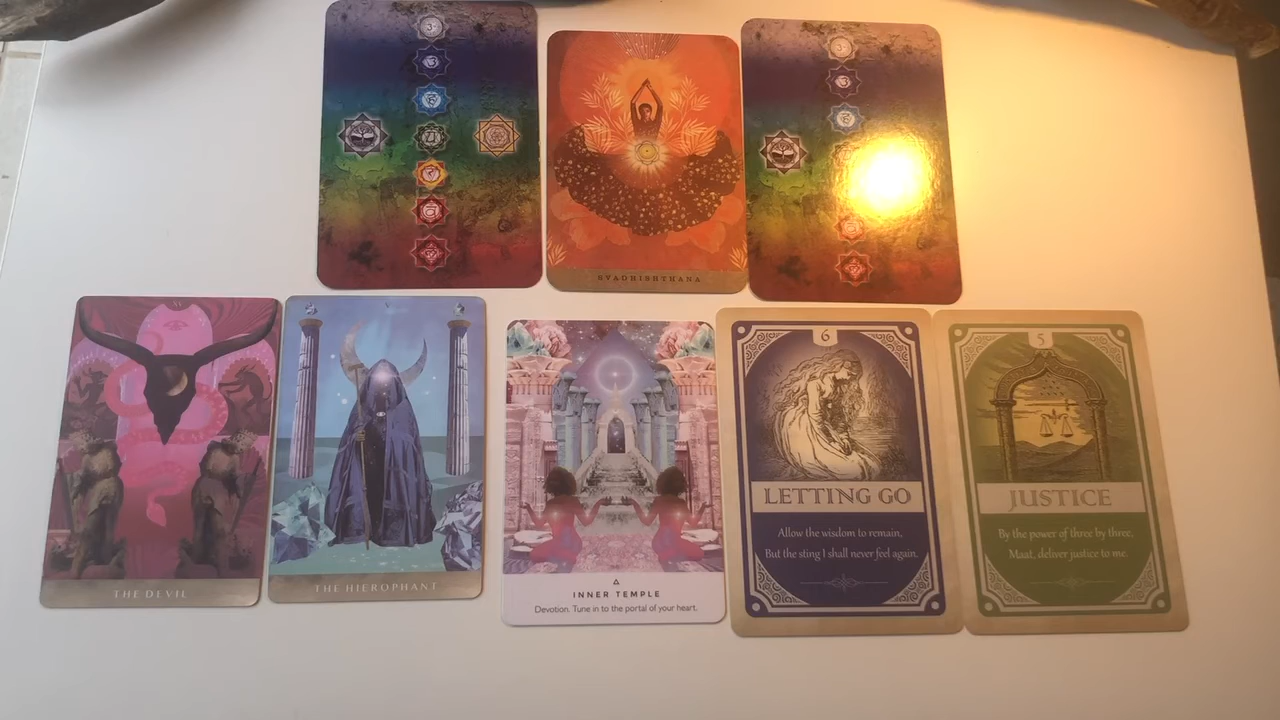 SVADHISHTHANA
XV
THE DEVIL
V
THE HIEROPHANT
INNER TEMPLE
Devotion. Tune in to the portal of your heart.
6
LETTING GO
Allow the wisdom to remain,
But the sting I shall never feel again.
5
JUSTICE
By the power of three by three,
Maat, deliver justice to me.